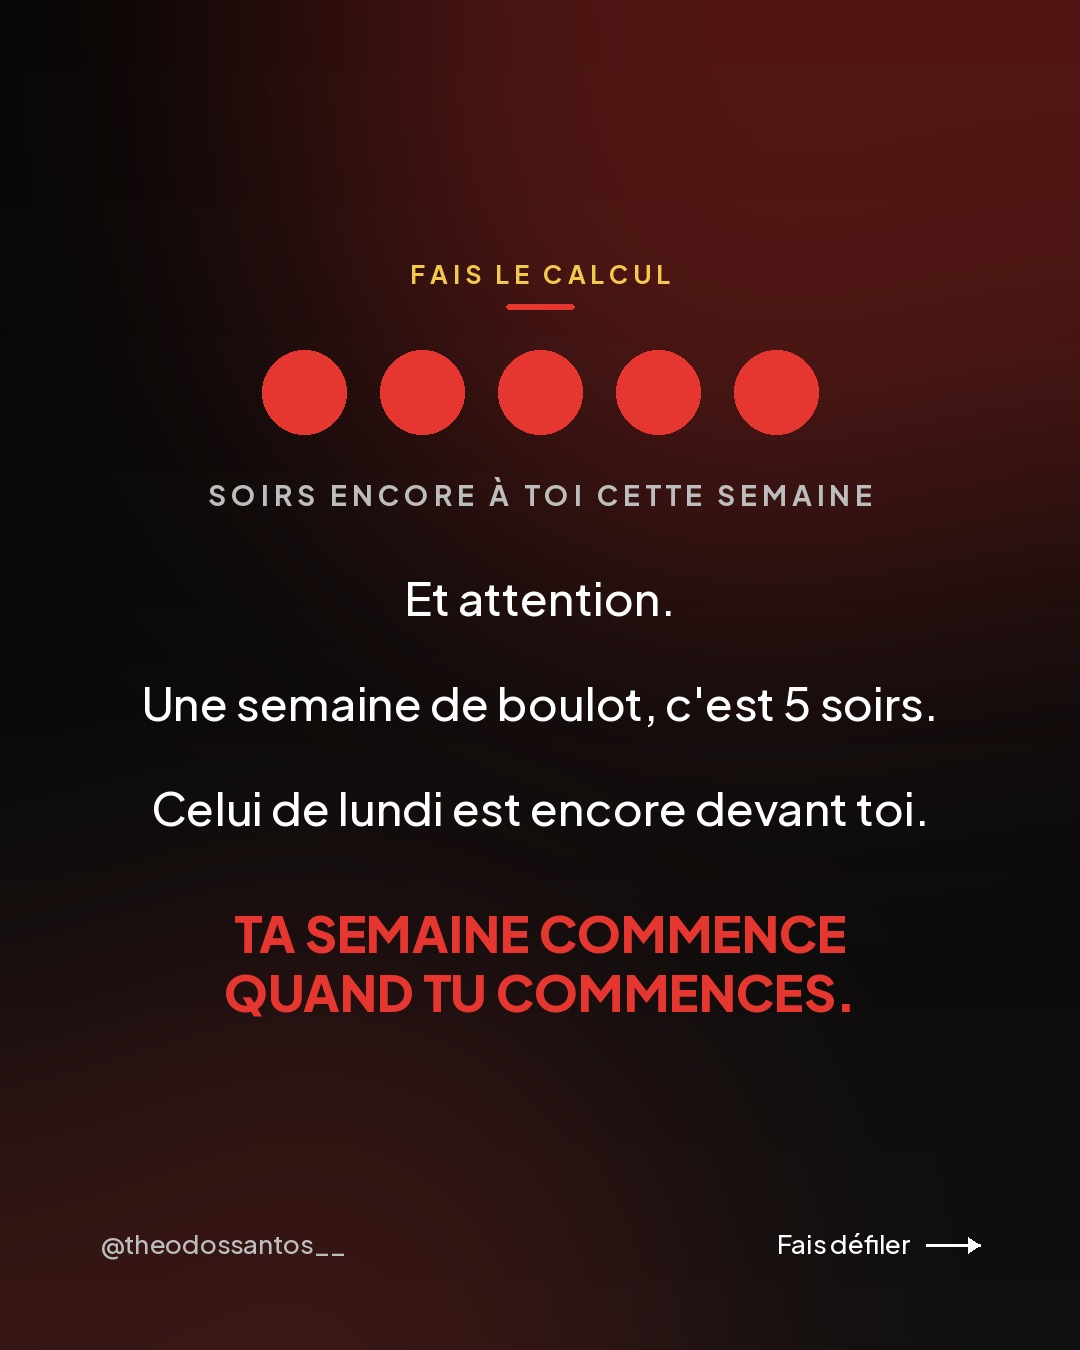 FAIS LE CALCUL
SOIRS ENCORE À TOI CETTE SEMAINE
Et attention.
Une semaine de boulot, c'est 5 soirs.
Celui de lundi est encore devant toi.
TA SEMAINE COMMENCE
QUAND TU COMMENCES.
@theodossantos__
Fais défiler